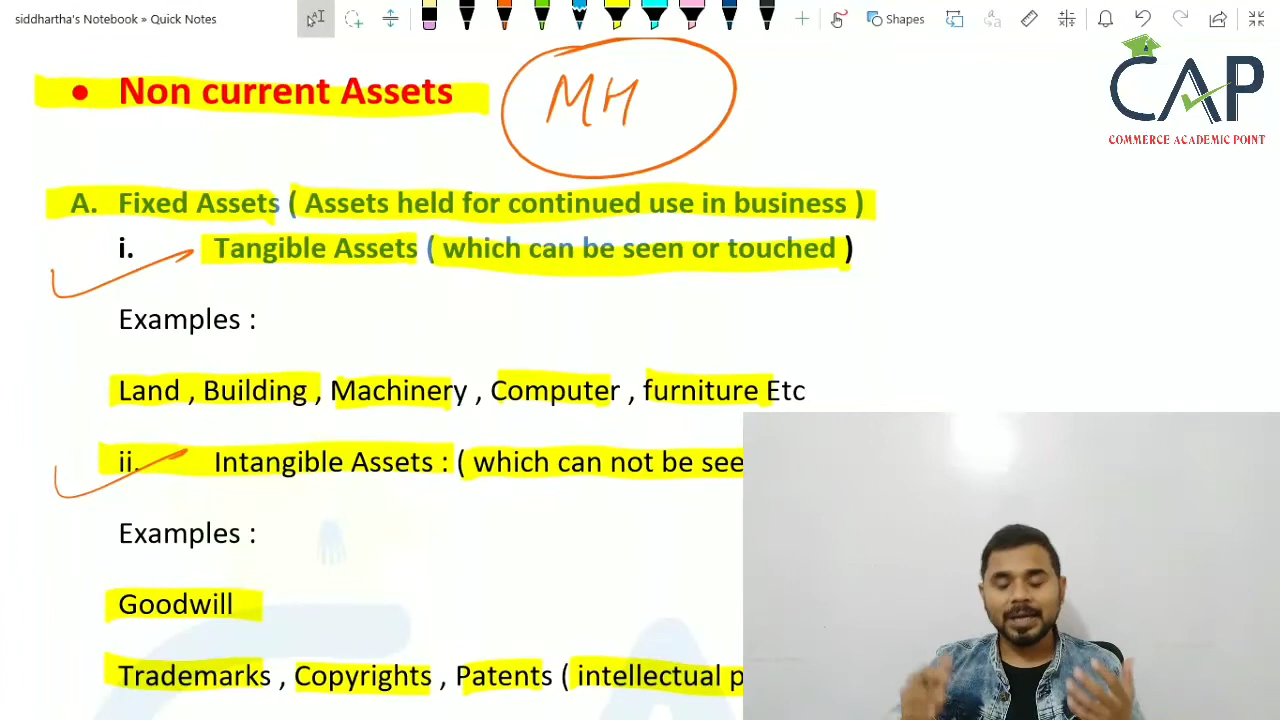 siddhartha's Notebook » Quick Notes
Shapes
• Non current Assets
MH
CAP
COMMERCE ACADEMIC POINT
A. Fixed Assets ( Assets held for continued use in business )
i. Tangible Assets ( which can be seen or touched )
Examples :
Land , Building , Machinery , Computer , furniture Etc
ii. Intangible Assets : ( which can not be see
Examples :
Goodwill
Trademarks , Copyrights , Patents ( intellectual p